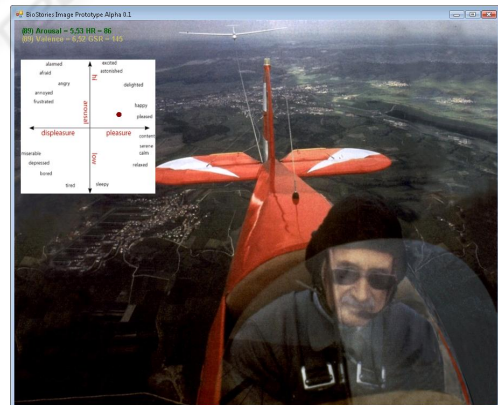 BioStories Image Prototype Alpha 0.1
(89) Arousal = 5.53 HR = 86
(89) Valence = 6.52 GSR = 145
alarmed
excited
afraid
hi
astonished
angry
delighted
annoyed
frustrated
arousal
happy
pleased
displeasure
pleasure
content
miserable
serene
calm
depressed
low
relaxed
bored
tired
sleepy